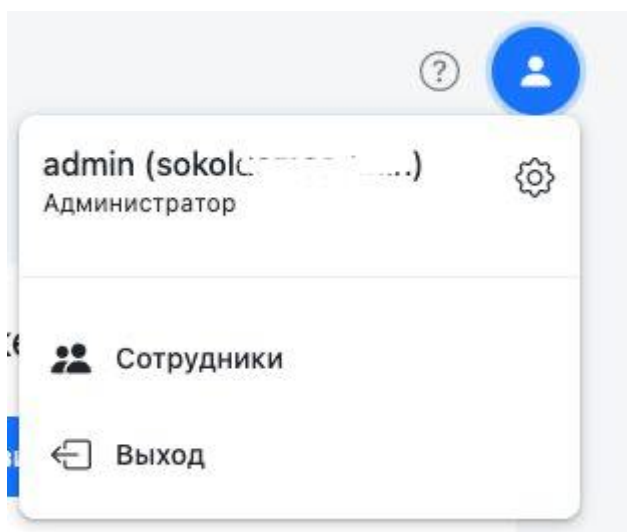 ?
admin (sokol...)
Администратор
Сотрудники
Выход